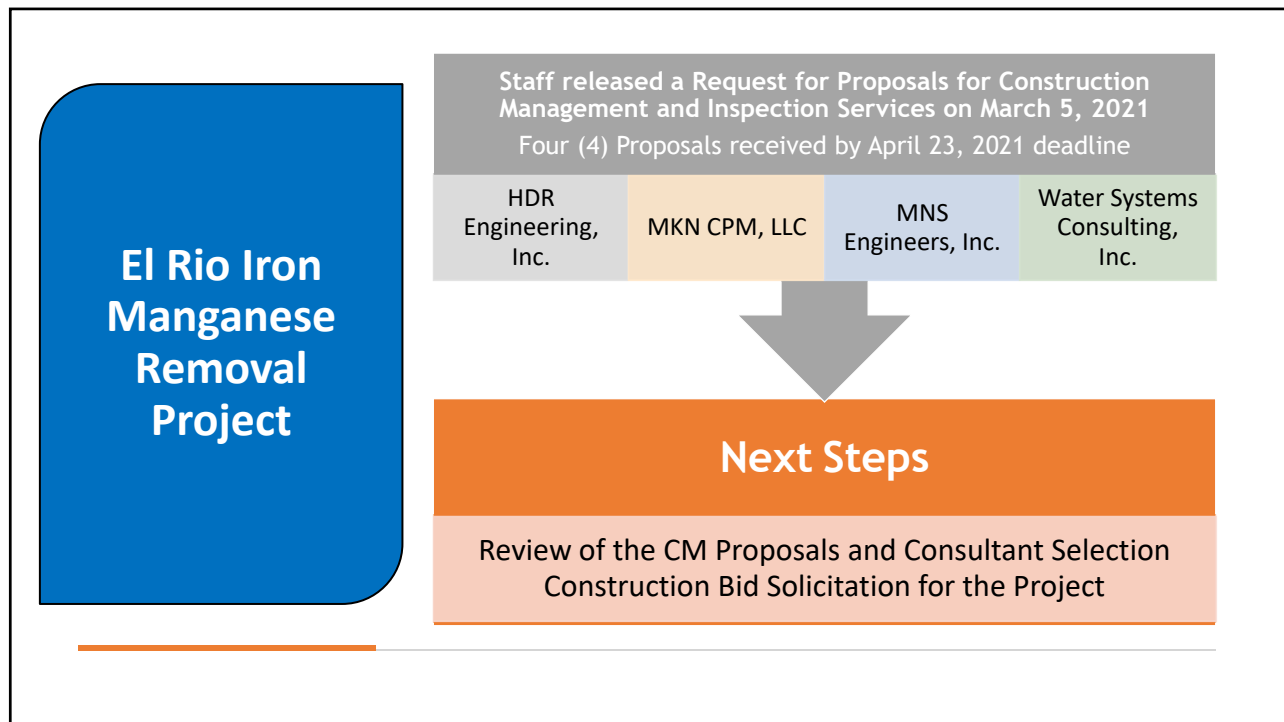 El Rio Iron
Manganese
Removal
Project
Staff released a Request for Proposals for Construction
Management and Inspection Services on March 5, 2021
Four (4) Proposals received by April 23, 2021 deadline
HDR
Engineering,
Inc.
MKN CPM, LLC
MNS
Engineers, Inc.
Water Systems
Consulting,
Inc.
Next Steps
Review of the CM Proposals and Consultant Selection
Construction Bid Solicitation for the Project